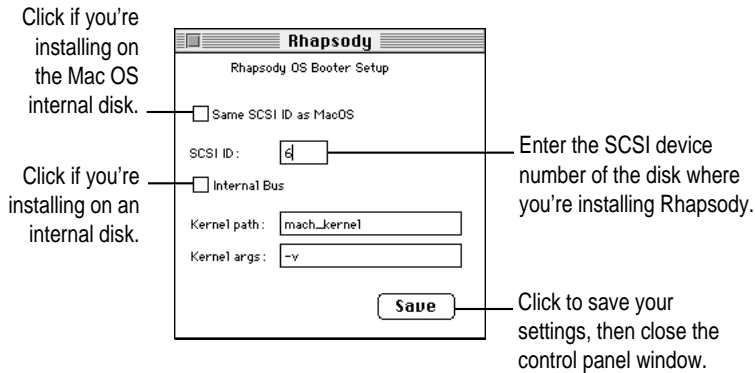 Click if you're
installing on
the Mac OS
internal disk.
Rhapsody
Rhapsody OS Booter Setup
Same SCSI ID as MacOS
SCSI ID:
6
Enter the SCSI device
number of the disk where
you're installing Rhapsody.
Click if you're
installing on an
internal disk.
Internal Bus
Kernel path:
mach_kernel
Kernel args:
-v
Save
Click to save your
settings, then close the
control panel window.